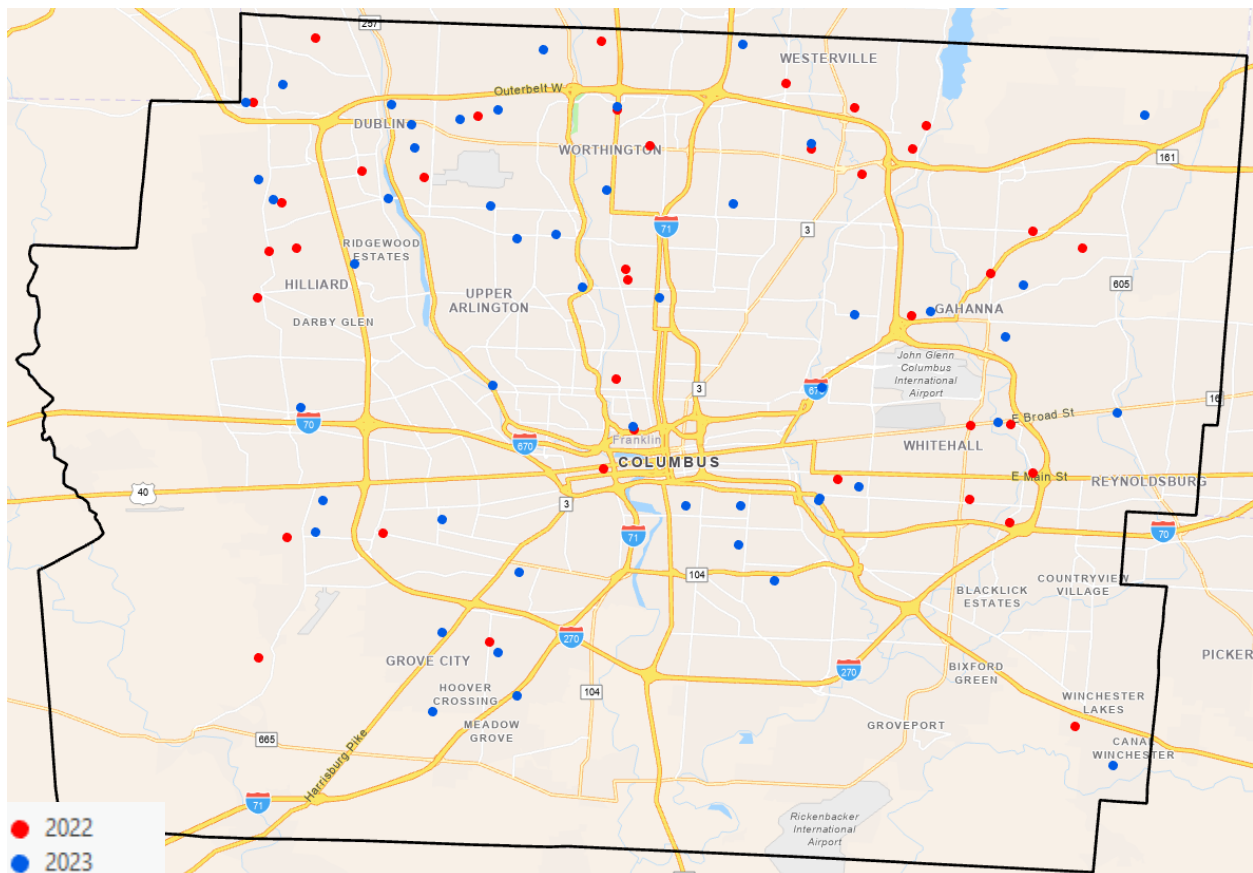 257
WESTERVILLE
Outerbelt W
DUBLIN
WORTHINGTON
161
3
71
RIDGEWOOD
ESTATES
HILLIARD
UPPER
ARLINGTON
605
GAHANNA
DARBY GLEN
John Glenn
Columbus
International
Airport
3
670
16
E Broad St
70
Franklin
670
WHITEHALL
COLUMBUS
40
E Main St
REYNOLDSBURG
3
71
70
104
BLACKLICK
ESTATES
COUNTRYVIEW
VILLAGE
270
GROVE CITY
PICKER
BIXFORD
GREEN
270
HOOVER
CROSSING
104
WINCHESTER
LAKES
MEADOW
GROVE
GROVEPORT
665
CANAL
WINCHESTER
Harrisburg Pike
71
Rickenbacker
International
Airport
2022
2023